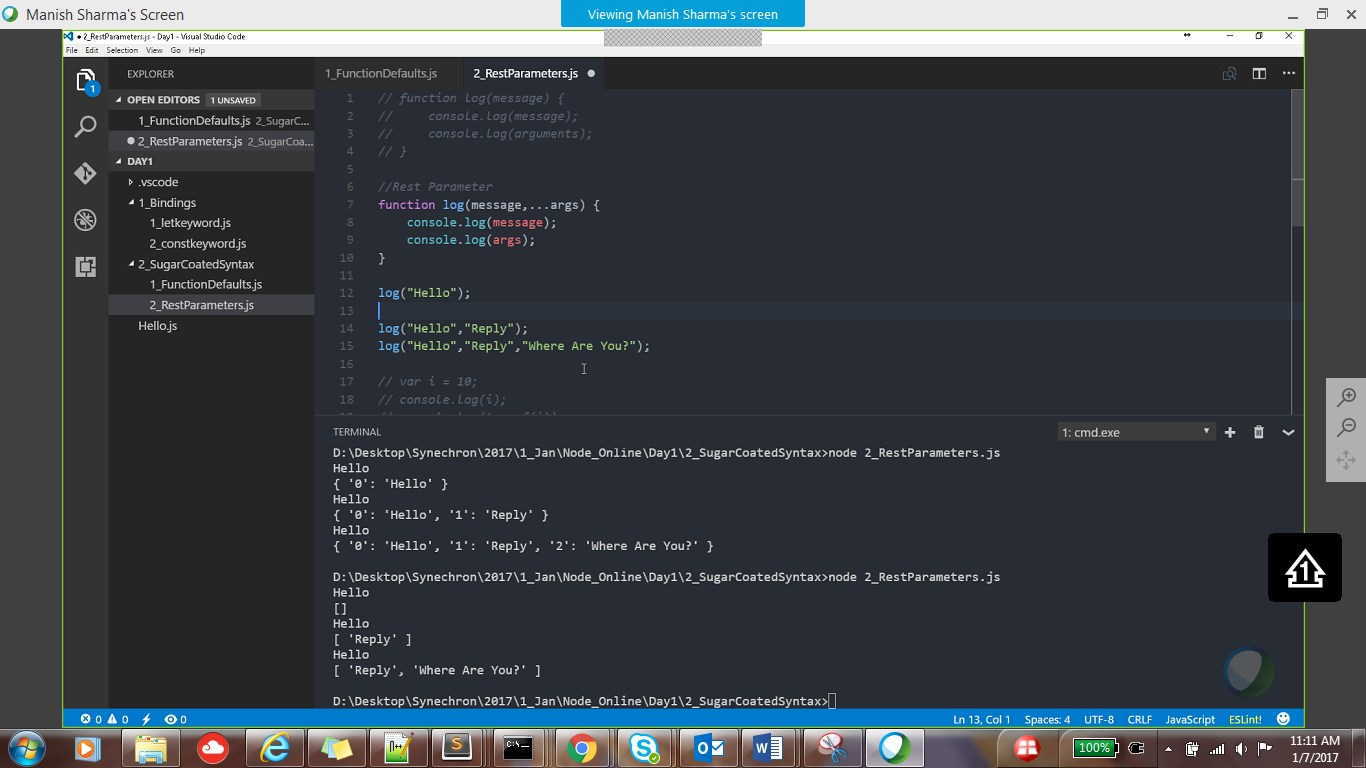 Manish Sharma's Screen
Viewing Manish Sharma's screen
● 2_RestParameters.js - Day1 - Visual Studio Code
File Edit Selection View Go Help
EXPLORER
1
OPEN EDITORS 1 UNSAVED
1_FunctionDefaults.js 2_SugarC...
● 2_RestParameters.js 2_SugarCoa...
DAY1
.vscode
1_Bindings
1_letkeyword.js
2_constkeyword.js
2_SugarCoatedSyntax
1_FunctionDefaults.js
2_RestParameters.js
Hello.js
1_FunctionDefaults.js 2_RestParameters.js ●
1 // function log(message) {
2 //     console.log(message);
3 //     console.log(arguments);
4 // }
5
6 //Rest Parameter
7 function log(message,...args) {
8     console.log(message);
9     console.log(args);
10 }
11
12 log("Hello");
13
14 log("Hello","Reply");
15 log("Hello","Reply","Where Are You?");
16
17 // var i = 10;
18 // console.log(i);
TERMINAL
1: cmd.exe
D:\Desktop\Synechron\2017\1_Jan\Node_Online\Day1\2_SugarCoatedSyntax>node 2_RestParameters.js
Hello
{ '0': 'Hello' }
Hello
{ '0': 'Hello', '1': 'Reply' }
Hello
{ '0': 'Hello', '1': 'Reply', '2': 'Where Are You?' }
D:\Desktop\Synechron\2017\1_Jan\Node_Online\Day1\2_SugarCoatedSyntax>node 2_RestParameters.js
Hello
[]
Hello
[ 'Reply' ]
Hello
[ 'Reply', 'Where Are You?' ]
D:\Desktop\Synechron\2017\1_Jan\Node_Online\Day1\2_SugarCoatedSyntax>
1
0 0 0
Ln 13, Col 1 Spaces: 4 UTF-8 CRLF JavaScript ESLint!
100%
11:11 AM
1/7/2017